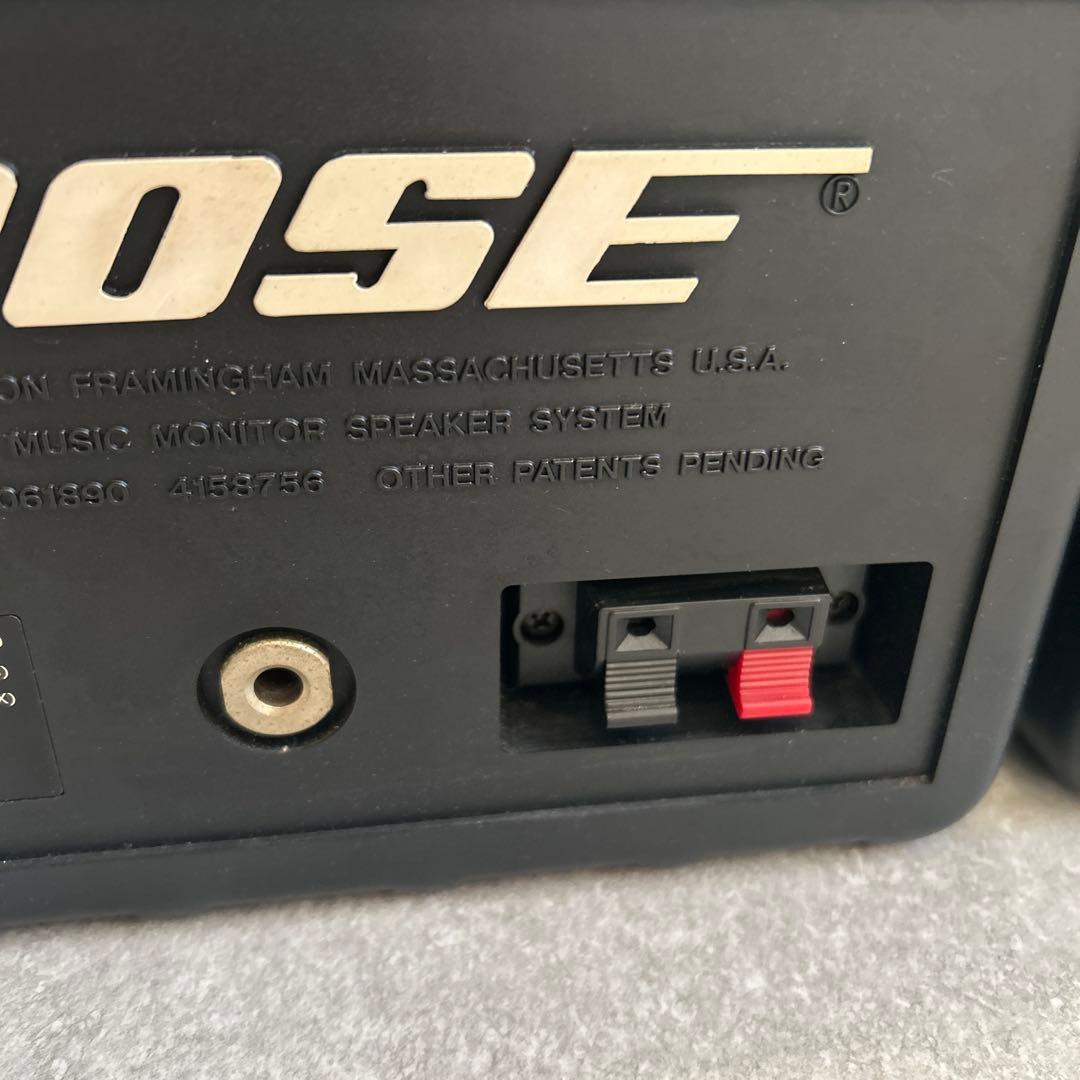 OSE®
ON FRAMINGHAM MASSACHUSETTS U.S.A.
MUSIC MONITOR SPEAKER SYSTEM
061890 4158756 OTHER PATENTS PENDING